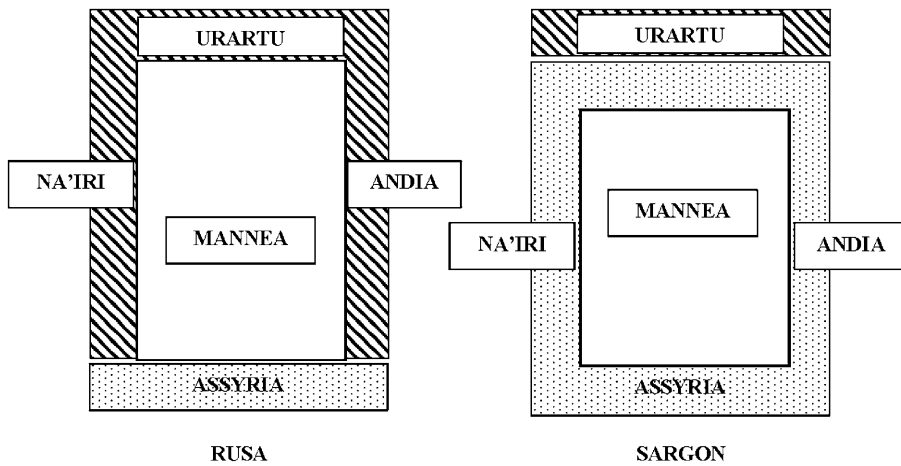 URARTU
NA'IRI
ANDIA
MANNEA
ASSYRIA
RUSA
URARTU
MANNEA
NA'IRI
ANDIA
ASSYRIA
SARGON